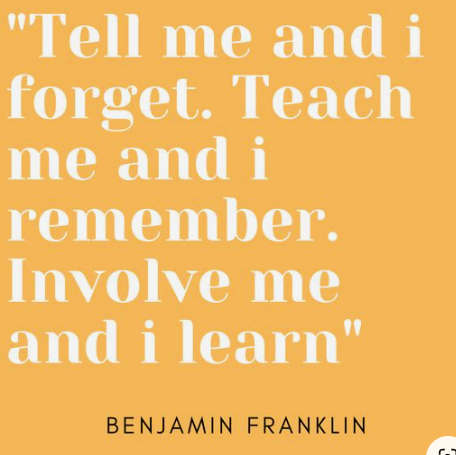 "Tell me and i
forget. Teach
me and i
remember.
Involve me
and i learn"
BENJAMIN FRANKLIN